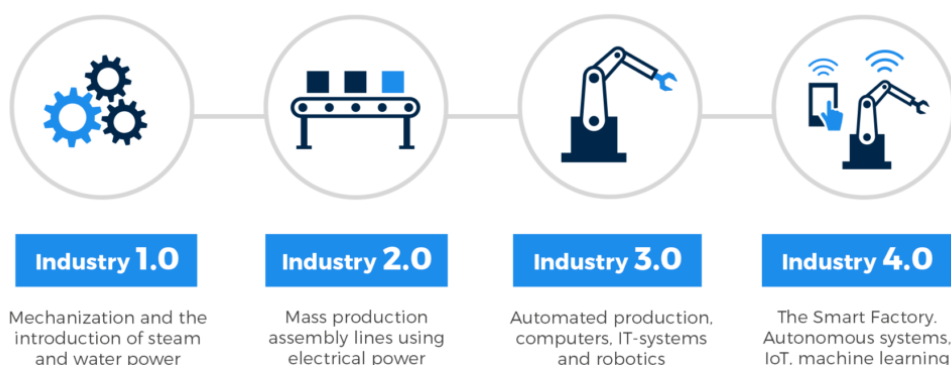 Industry 1.0
Mechanization and the
introduction of steam
and water power
Industry 2.0
Mass production
assembly lines using
electrical power
Industry 3.0
Automated production,
computers, IT-systems
and robotics
Industry 4.0
The Smart Factory.
Autonomous systems,
IoT, machine learning